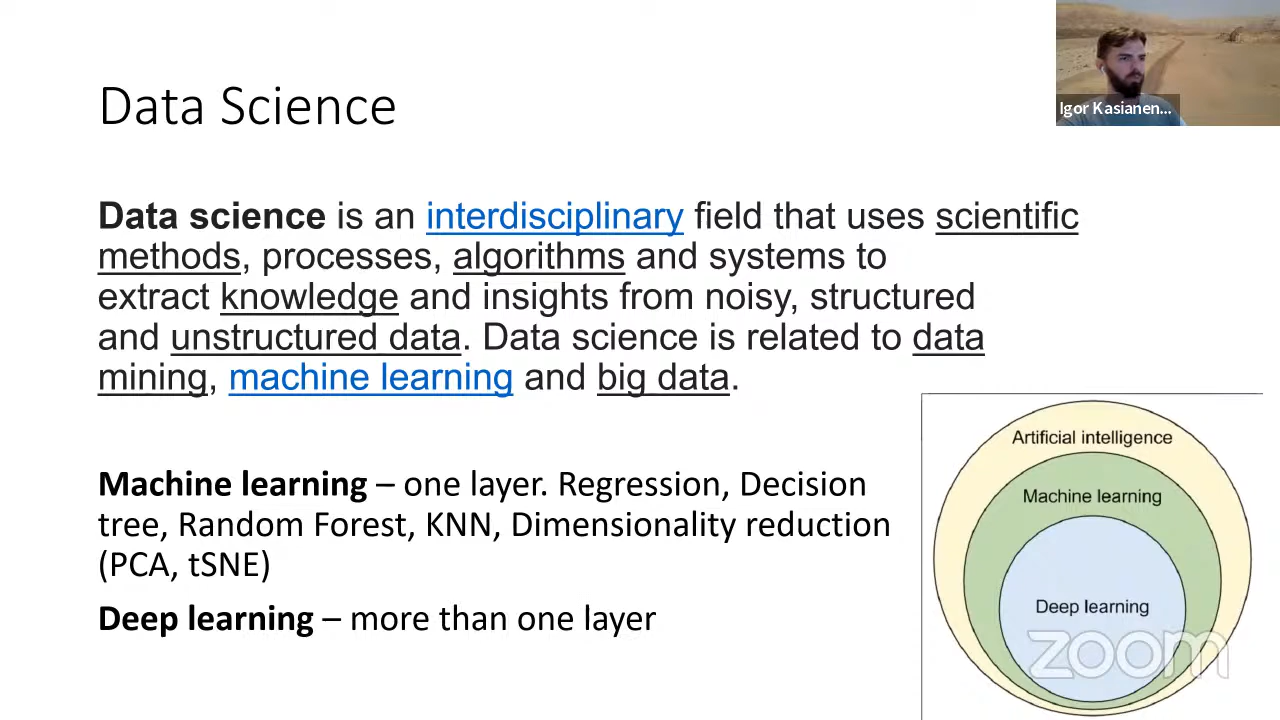 Igor Kasianen...
Data Science
Data science is an interdisciplinary field that uses scientific
methods, processes, algorithms and systems to
extract knowledge and insights from noisy, structured
and unstructured data. Data science is related to data
mining, machine learning and big data.
Machine learning – one layer. Regression, Decision
tree, Random Forest, KNN, Dimensionality reduction
(PCA, tSNE)
Deep learning – more than one layer
Artificial intelligence
Machine learning
Deep learning
zoom